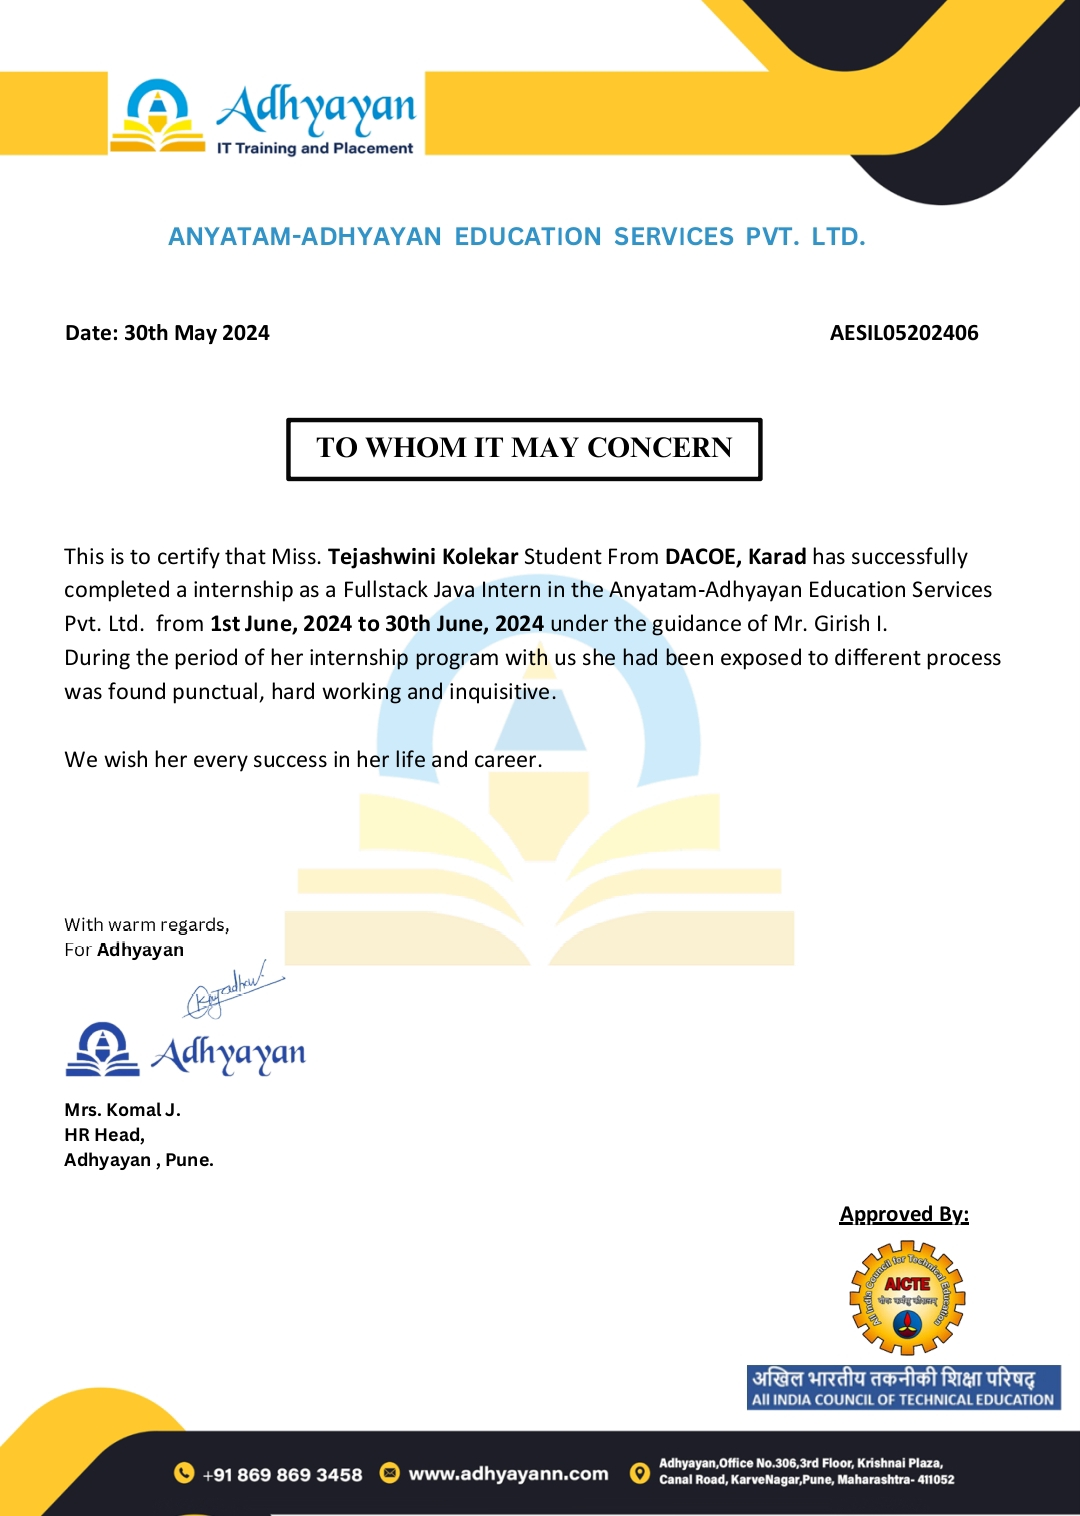 Adhyayan
IT Training and Placement
ANYATAM-ADHYAYAN EDUCATION SERVICES PVT. LTD.
Date: 30th May 2024
AESIL05202406
TO WHOM IT MAY CONCERN
This is to certify that Miss. Tejashwini Kolekar Student From DACOE, Karad has successfully
completed a internship as a Fullstack Java Intern in the Anyatam-Adhyayan Education Services
Pvt. Ltd. from 1st June, 2024 to 30th June, 2024 under the guidance of Mr. Girish I.
During the period of her internship program with us she had been exposed to different process
was found punctual, hard working and inquisitive.
We wish her every success in her life and career.
With warm regards,
For Adhyayan
Adhyayan
Mrs. Komal J.
HR Head,
Adhyayan , Pune.
Approved By:
All India Council for Technical Education
AICTE
अखिल भारतीय तकनीकी शिक्षा परिषद्
All INDIA COUNCIL OF TECHNICAL EDUCATION
+91 869 869 3458
www.adhyayann.com
Adhyayan,Office No.306,3rd Floor, Krishnai Plaza,
Canal Road, KarveNagar,Pune, Maharashtra- 411052